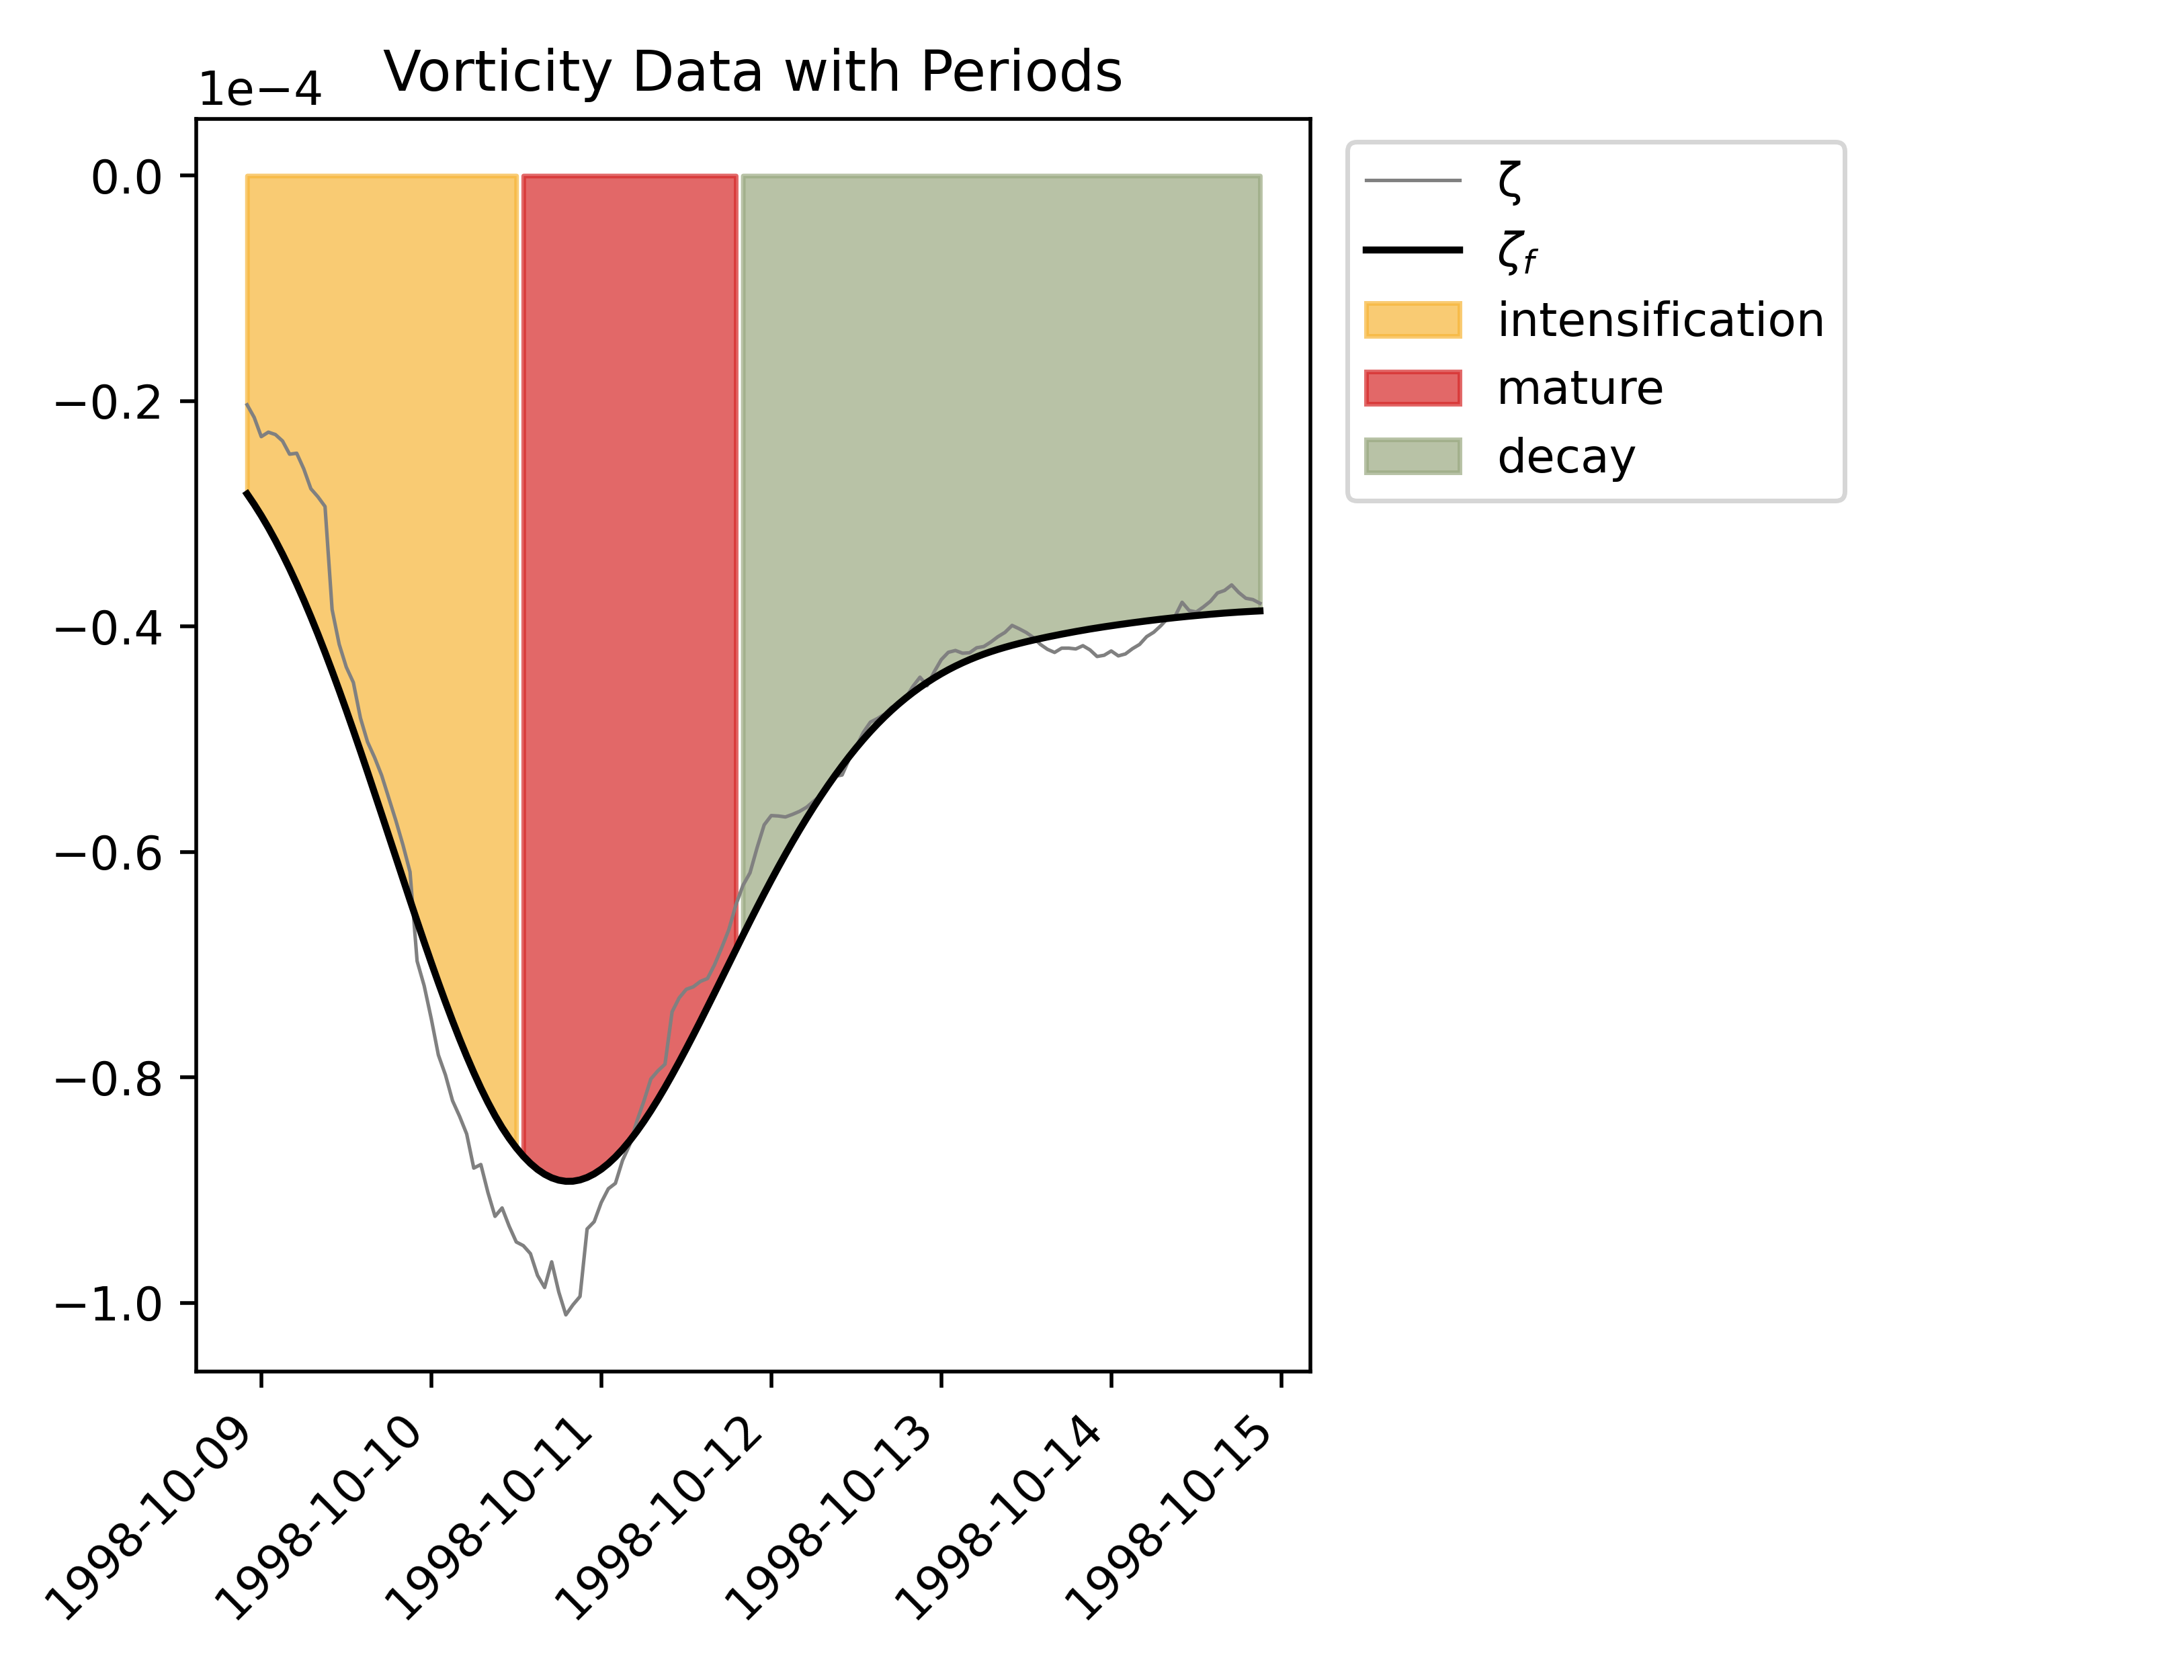 Vorticity Data with Periods
1e−4
0.0
−0.2
−0.4
−0.6
−0.8
−1.0
1998-10-09
1998-10-10
1998-10-11
1998-10-12
1998-10-13
1998-10-14
1998-10-15
ζ
ζf
intensification
mature
decay